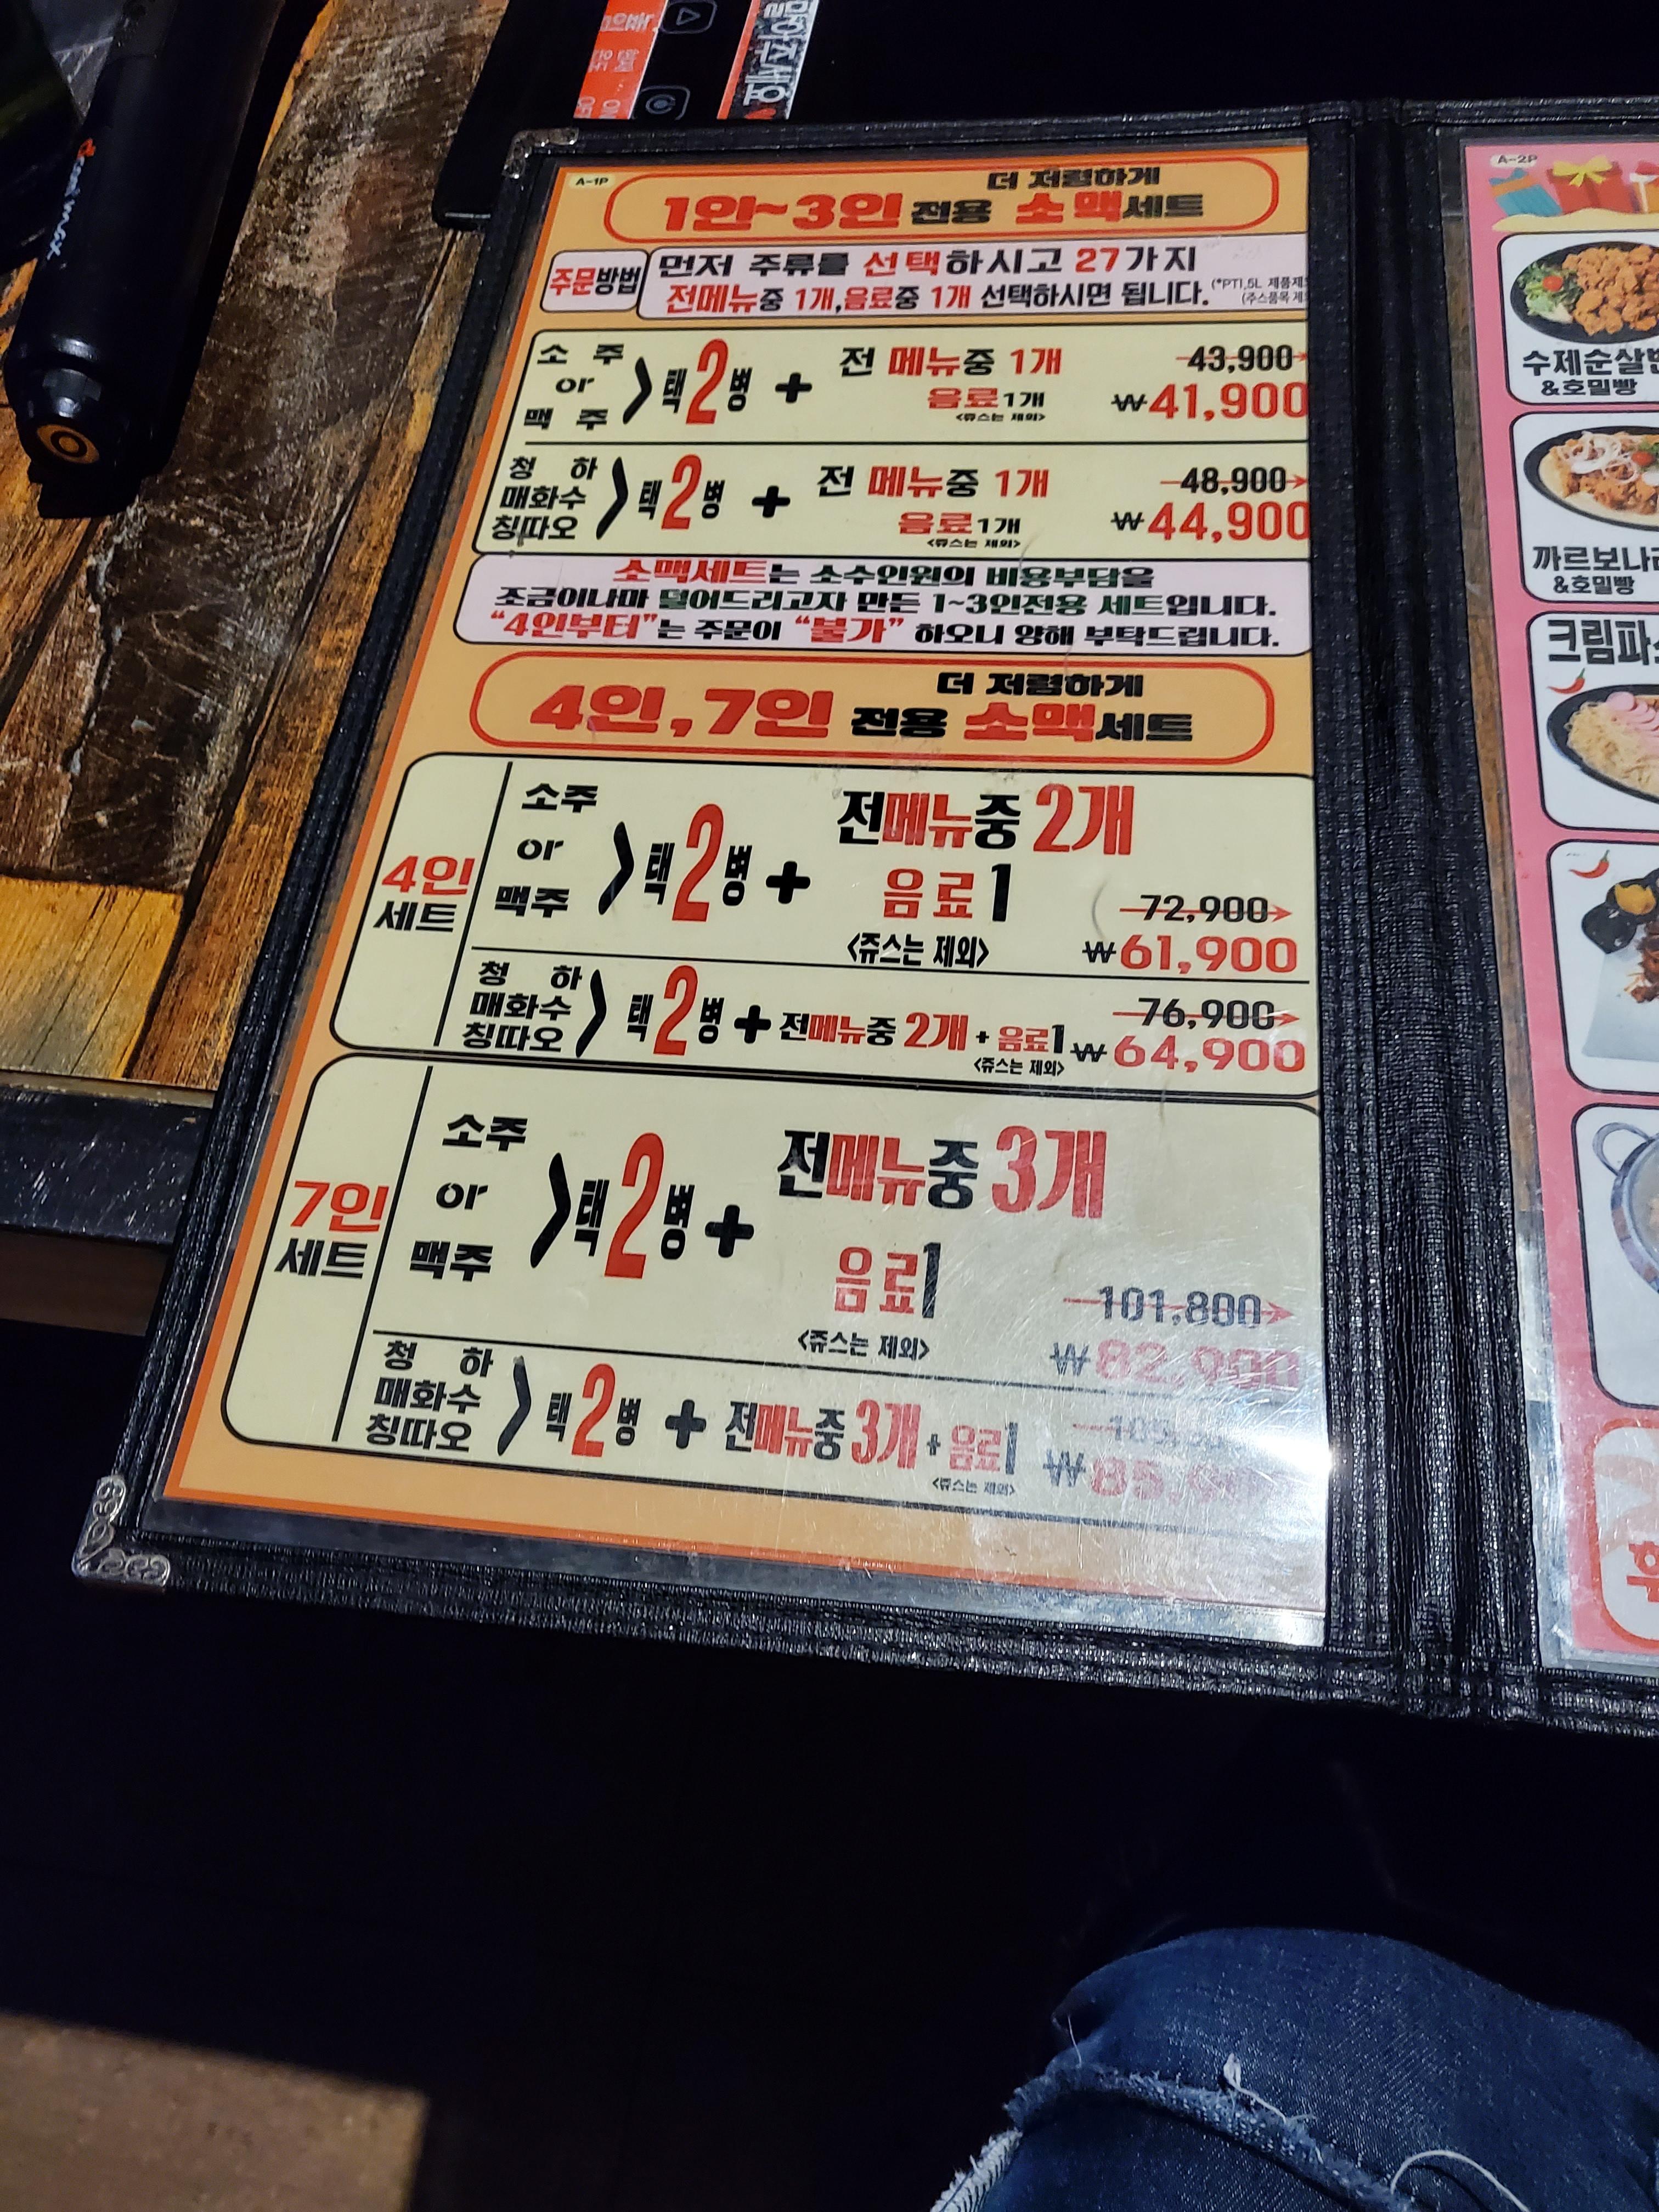 밀어주세요
A-1P
더 저렴하게
1인~3인 전용 소맥세트
주문방법
먼저 주류를 선택하시고 27가지
전메뉴중 1개,음료중 1개 선택하시면 됩니다.
소 주
or
맥 주
택 2 병 + 전 메뉴중 1개
음료1개
<쥬스는 제외>
43,900
₩41,900
청 하
매화수
칭따오
택 2 병 + 전 메뉴중 1개
음료1개
<쥬스는 제외>
48,900
₩44,900
소맥세트는 소수인원의 비용부담을
조금이나마 덜어드리고자 만든 1~3인전용 세트입니다.
"4인부터"는 주문이 "불가" 하오니 양해 부탁드립니다.
더 저렴하게
4인,7인 전용 소맥세트
4인
세트
소주
or
맥주
택 2 병 + 전메뉴중 2개
음료1
<쥬스는 제외>
72,900
₩61,900
청 하
매화수
칭따오
택 2 병 + 전메뉴중 2개 + 음료1
<쥬스는 제외>
76,900
₩64,900
7인
세트
소주
or
맥주
택 2 병 + 전메뉴중 3개
음료1
<쥬스는 제외>
101,800
₩82,900
청 하
매화수
칭따오
택 2 병 + 전메뉴중 3개 + 음료1
<쥬스는 제외>
A-2P
수제순살
&호밀빵
까르보나
&호밀빵
크림파